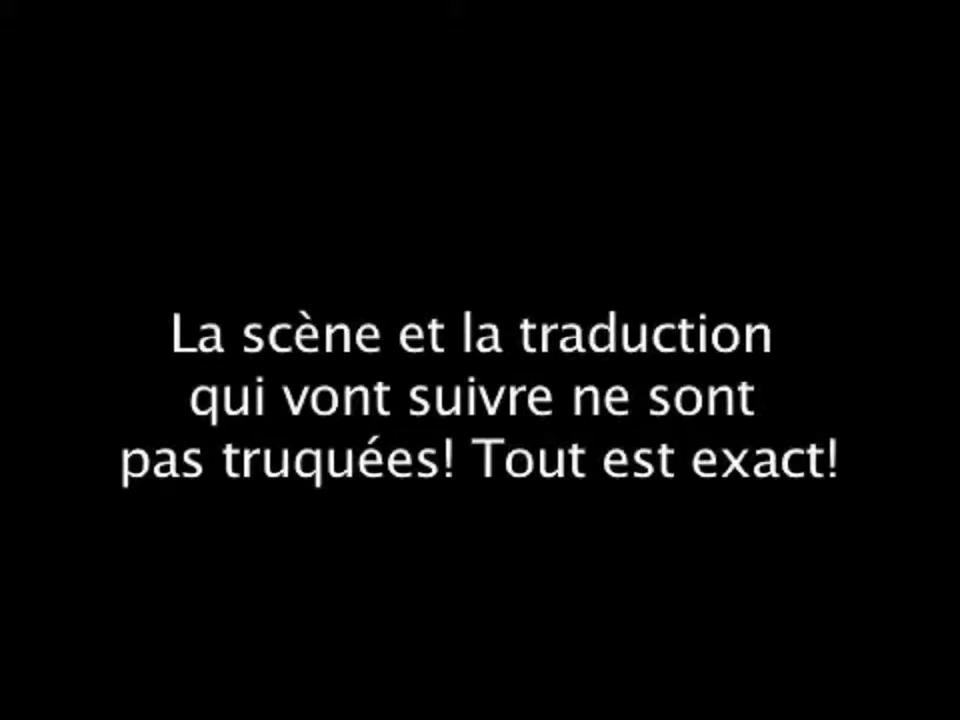 La scène et la traduction
qui vont suivre ne sont
pas truquées! Tout est exact!